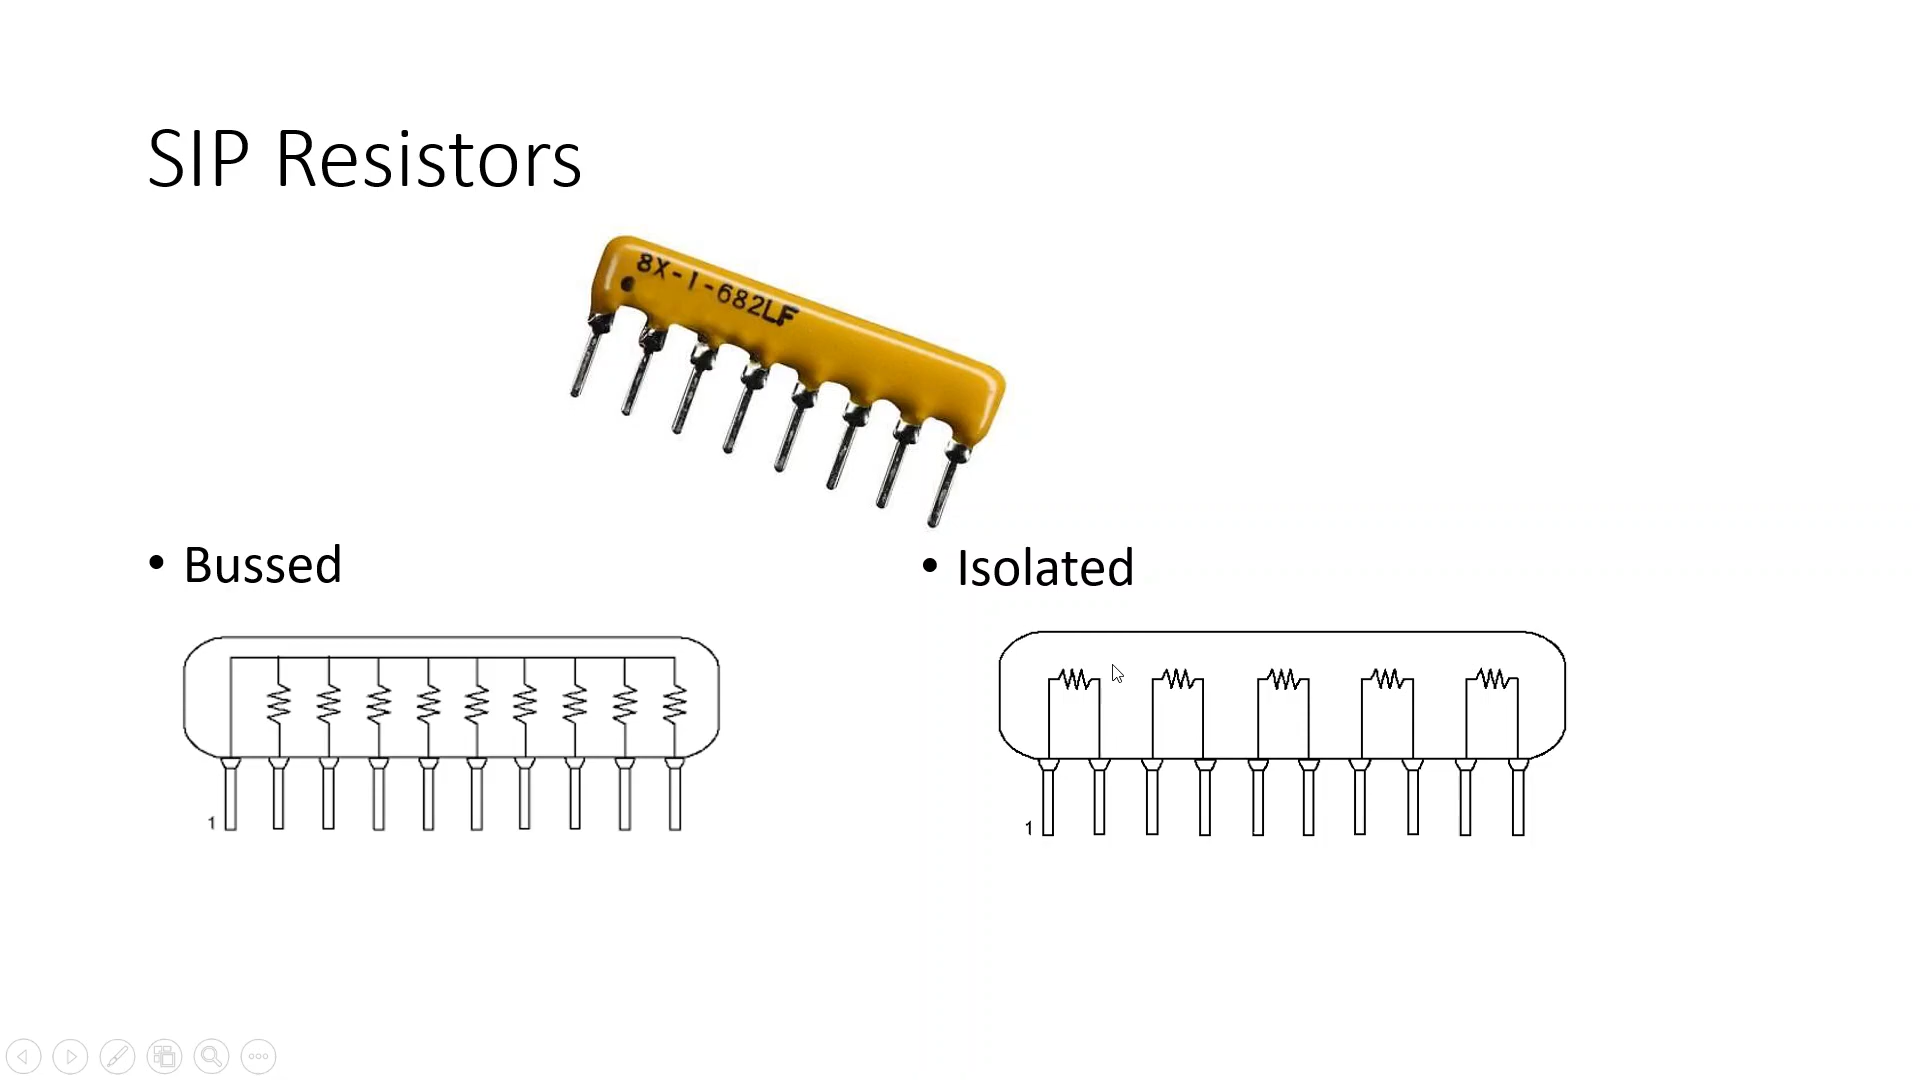 SIP Resistors
8X-1-682LF
• Bussed
• Isolated
1
1